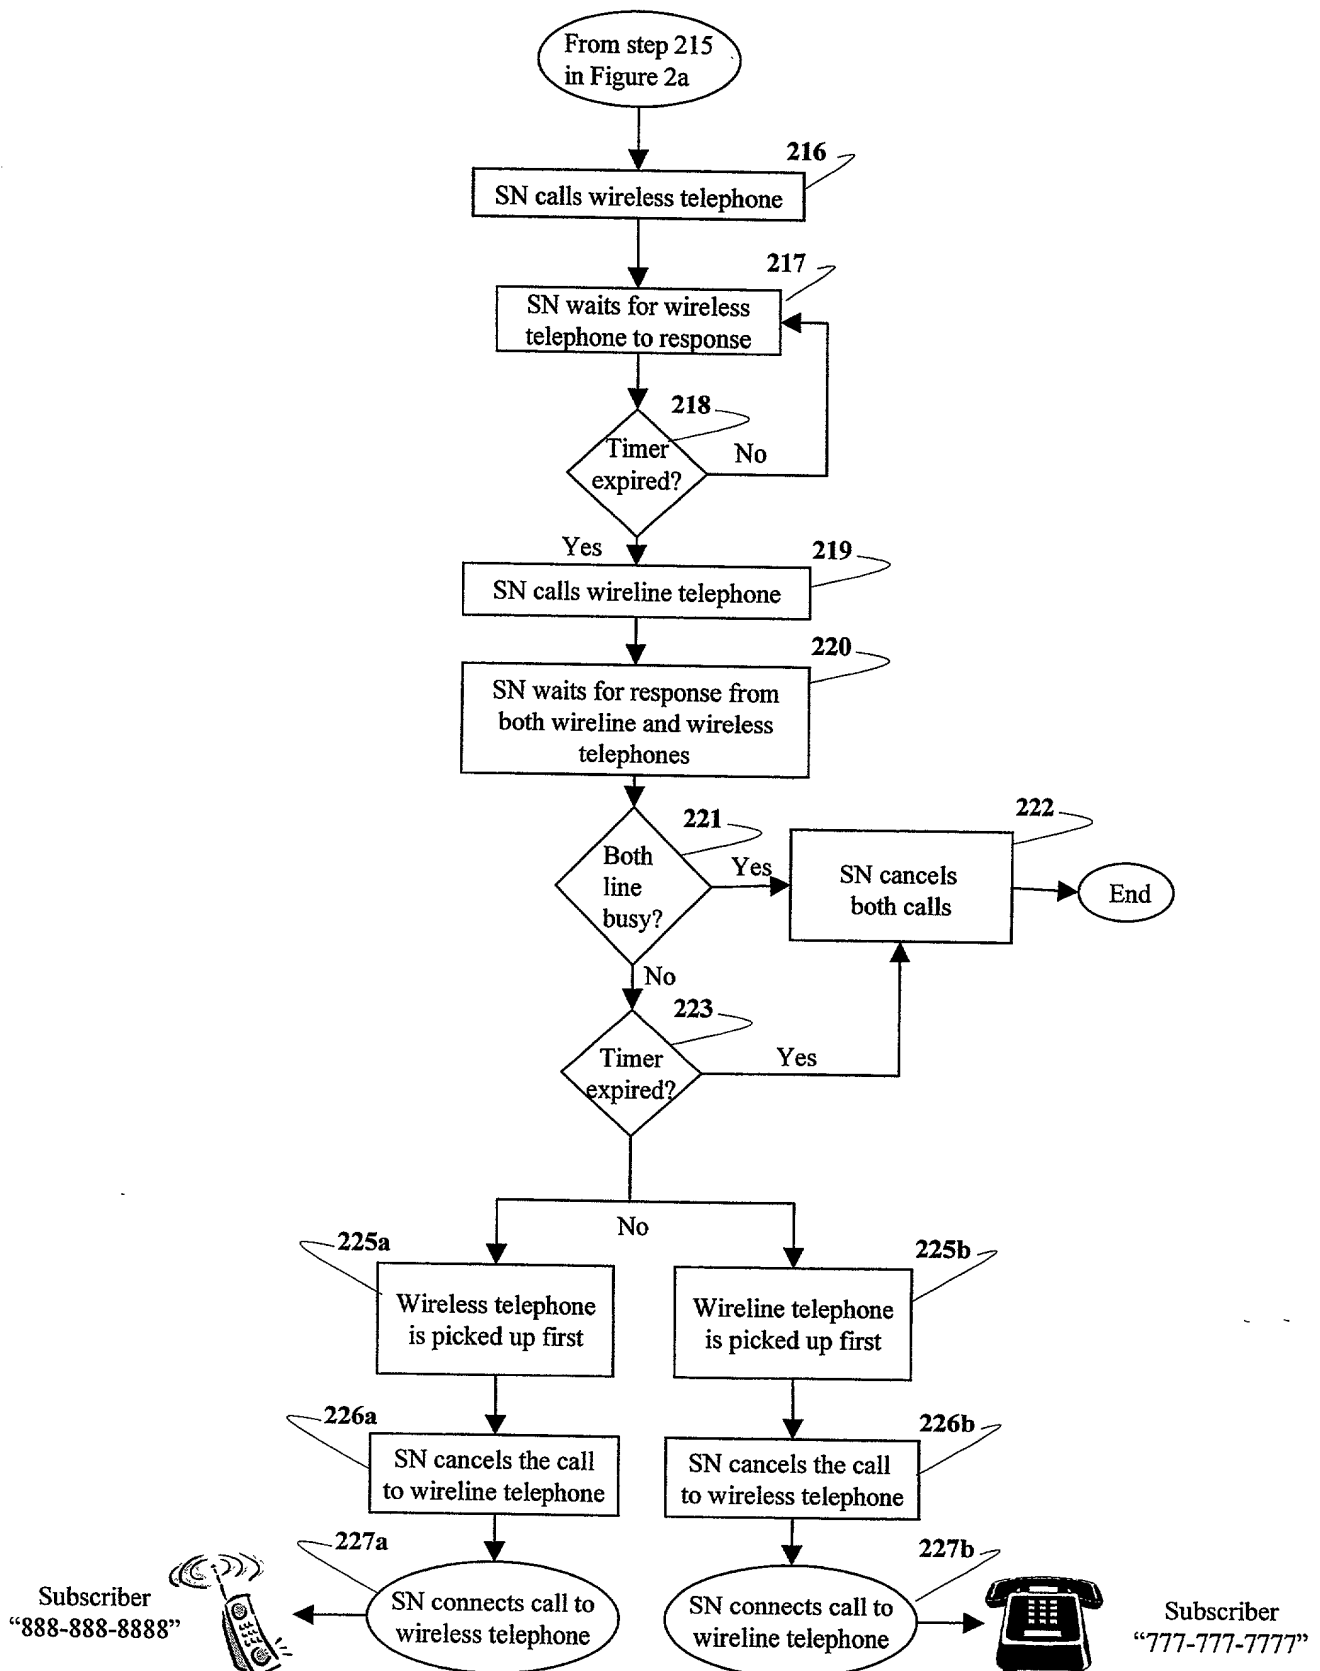 From step 215
in Figure 2a
216
SN calls wireless telephone
217
SN waits for wireless
telephone to response
218
Timer
expired?
No
Yes
219
SN calls wireline telephone
220
SN waits for response from
both wireline and wireless
telephones
221
Both
line
busy?
Yes
222
SN cancels
both calls
End
No
223
Timer
expired?
Yes
No
225a
Wireless telephone
is picked up first
225b
Wireline telephone
is picked up first
226a
SN cancels the call
to wireline telephone
226b
SN cancels the call
to wireless telephone
227a
SN connects call to
wireless telephone
227b
SN connects call to
wireline telephone
Subscriber
“888-888-8888”
Subscriber
“777-777-7777”